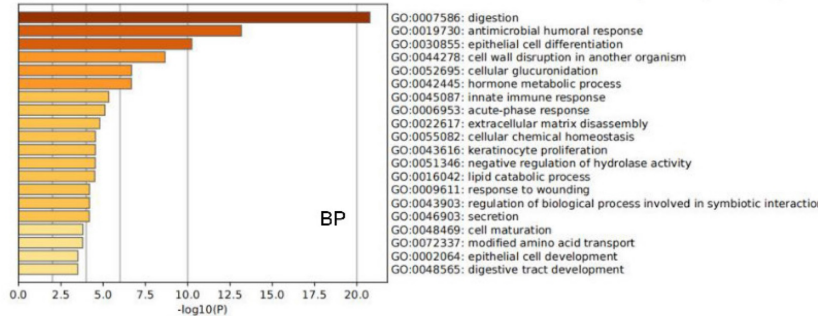 GO:0007586: digestion
GO:0019730: antimicrobial humoral response
GO:0030855: epithelial cell differentiation
GO:0044278: cell wall disruption in another organism
GO:0052695: cellular glucuronidation
GO:0042445: hormone metabolic process
GO:0045087: innate immune response
GO:0006953: acute-phase response
GO:0022617: extracellular matrix disassembly
GO:0055082: cellular chemical homeostasis
GO:0043616: keratinocyte proliferation
GO:0051346: negative regulation of hydrolase activity
GO:0016042: lipid catabolic process
GO:0009611: response to wounding
GO:0043903: regulation of biological process involved in symbiotic interactio
GO:0046903: secretion
GO:0048469: cell maturation
GO:0072337: modified amino acid transport
GO:0002064: epithelial cell development
GO:0048565: digestive tract development
BP
0.0 2.5 5.0 7.5 10.0 12.5 15.0 17.5 20.0
-log10(P)